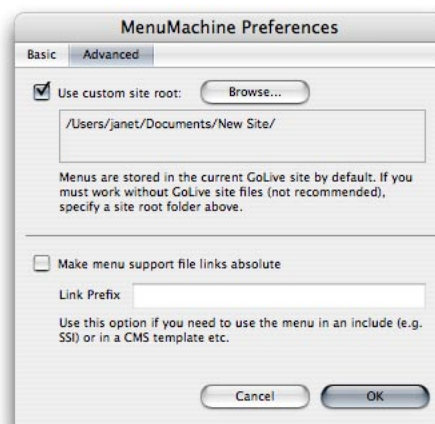 MenuMachine Preferences
Basic Advanced
Use custom site root: Browse...
/Users/janet/Documents/New Site/
Menus are stored in the current GoLive site by default. If you
must work without GoLive site files (not recommended),
specify a site root folder above.
Make menu support file links absolute
Link Prefix
Use this option if you need to use the menu in an include (e.g.
SSI) or in a CMS template etc.
Cancel OK